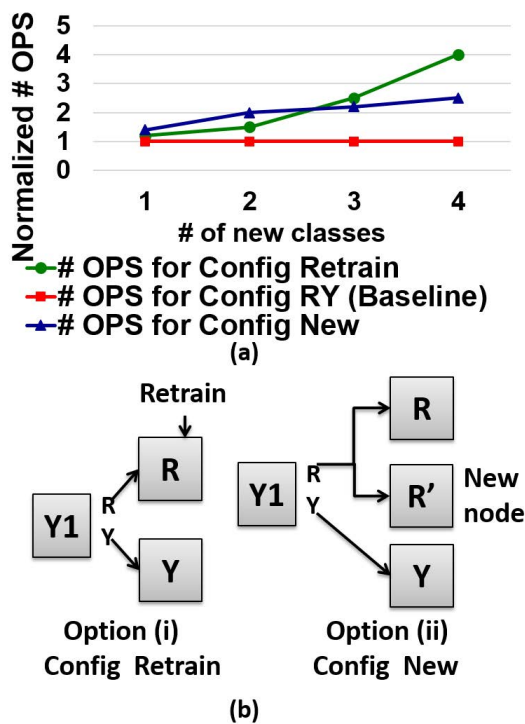 5
4
3
2
1
0
Normalized # OPS
1 2 3 4
# of new classes
# OPS for Config Retrain
# OPS for Config RY (Baseline)
# OPS for Config New
(a)
Retrain
R
Y1
R
Y
Y
Option (i)
Config Retrain
R
Y1
R
Y
R’
New
node
Y
Option (ii)
Config New
(b)